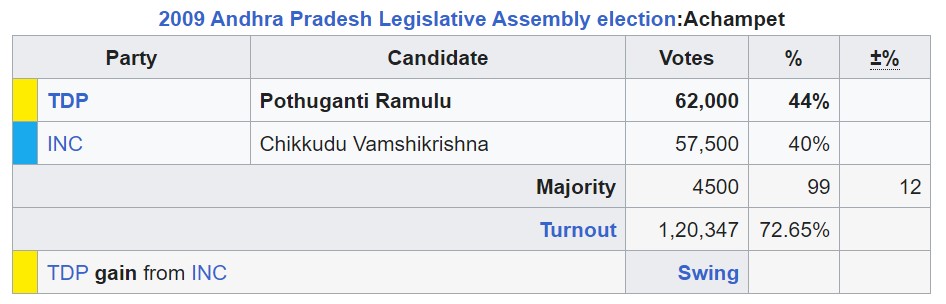 2009 Andhra Pradesh Legislative Assembly election:Achampet
Party Candidate Votes % ±%
TDP Pothuganti Ramulu 62,000 44%
INC Chikkudu Vamshikrishna 57,500 40%
Majority 4500 99 12
Turnout 1,20,347 72.65%
TDP gain from INC Swing